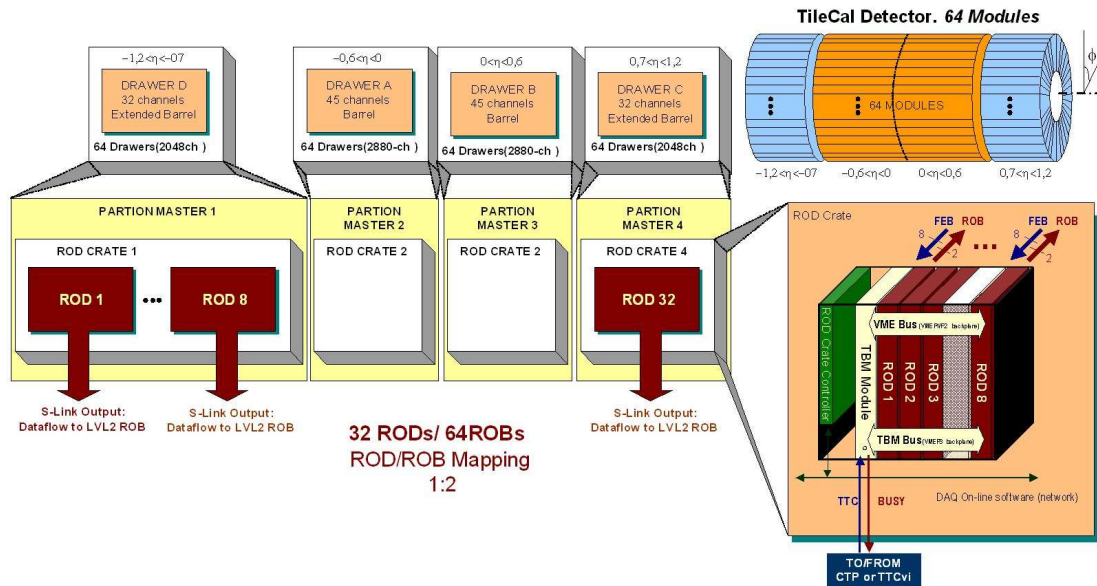 TileCal Detector. 64 Modules
−1,2<η<−07
DRAWER D
32 channels
Extended Barrel
64 Drawers(2048ch )
−0,6<η<0
DRAWER A
45 channels
Barrel
64 Drawers(2880-ch )
0<η<0,6
DRAWER B
45 channels
Barrel
64 Drawers(2880-ch )
0,7<η<1,2
DRAWER C
32 channels
Extended Barrel
64 Drawers(2048ch )
64 MODULES
ϕ
−1,2<η<−07
−0,6<η<0
0<η<0,6
0,7<η<1,2
PARTION MASTER 1
ROD CRATE 1
ROD 1
ROD 8
S-Link Output:
Dataflow to LVL2 ROB
S-Link Output:
Dataflow to LVL2 ROB
PARTION
MASTER 2
ROD CRATE 2
PARTION
MASTER 3
ROD CRATE 2
PARTION
MASTER 4
ROD CRATE 4
ROD 32
S-Link Output:
Dataflow to LVL2 ROB
32 RODs/ 64ROBs
ROD/ROB Mapping
1:2
ROD Crate
FEB ROB
8
2
FEB ROB
8
2
ROD Crate Controller
TBM Module
VME Bus
ROD 1
ROD 2
ROD 3
ROD 8
TBM Bus
DAQ On-line software (network)
TTC
BUSY
TO/FROM
CTP or TTCvi